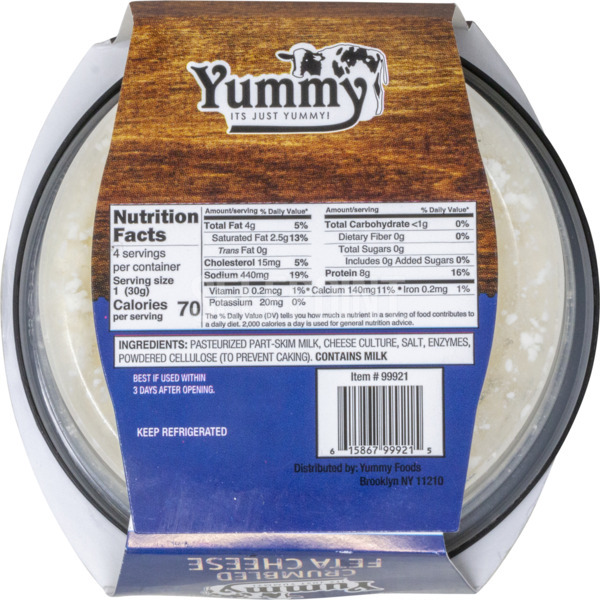 Yummy
ITS JUST YUMMY!
Nutrition Facts
4 servings per container
Serving size
1 (30g)
Calories per serving 70
Amount/serving % Daily Value*
Total Fat 4g 5%
Saturated Fat 2.5g 13%
Trans Fat 0g
Cholesterol 15mg 5%
Sodium 440mg 19%
Amount/serving % Daily Value*
Total Carbohydrate <1g 0%
Dietary Fiber 0g 0%
Total Sugars 0g
Includes 0g Added Sugars 0%
Protein 8g 16%
Vitamin D 0.2mcg 1% • Calcium 140mg 11% • Iron 0.2mg 1%
Potassium 20mg 0%
The % Daily Value (DV) tells you how much a nutrient in a serving of food contributes to
a daily diet. 2,000 calories a day is used for general nutrition advice.
INGREDIENTS: PASTEURIZED PART-SKIM MILK, CHEESE CULTURE, SALT, ENZYMES,
POWDERED CELLULOSE (TO PREVENT CAKING). CONTAINS MILK
BEST IF USED WITHIN
3 DAYS AFTER OPENING.
KEEP REFRIGERATED
Item # 99921
6 15867 99921 5
Distributed by: Yummy Foods
Brooklyn NY 11210
CRUMBLED
FETA CHEESE
Yummy